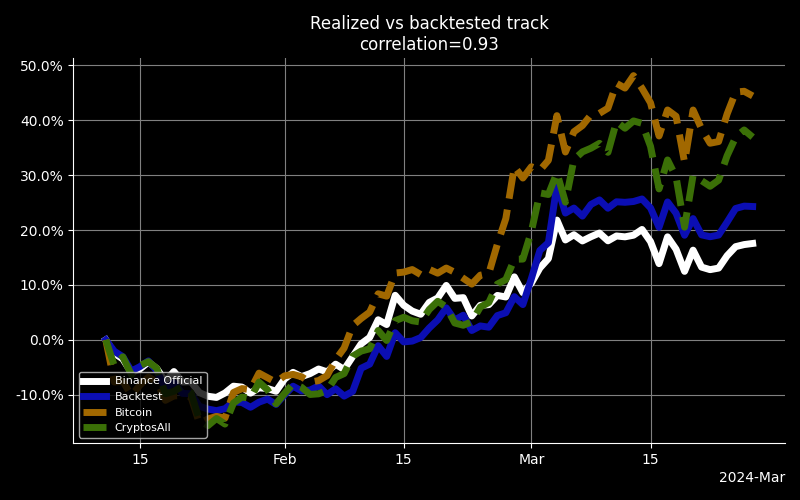 Realized vs backtested track
correlation=0.93
50.0%
40.0%
30.0%
20.0%
10.0%
0.0%
-10.0%
Binance Official
Backtest
Bitcoin
CryptosAll
15
Feb
15
Mar
15
2024-Mar